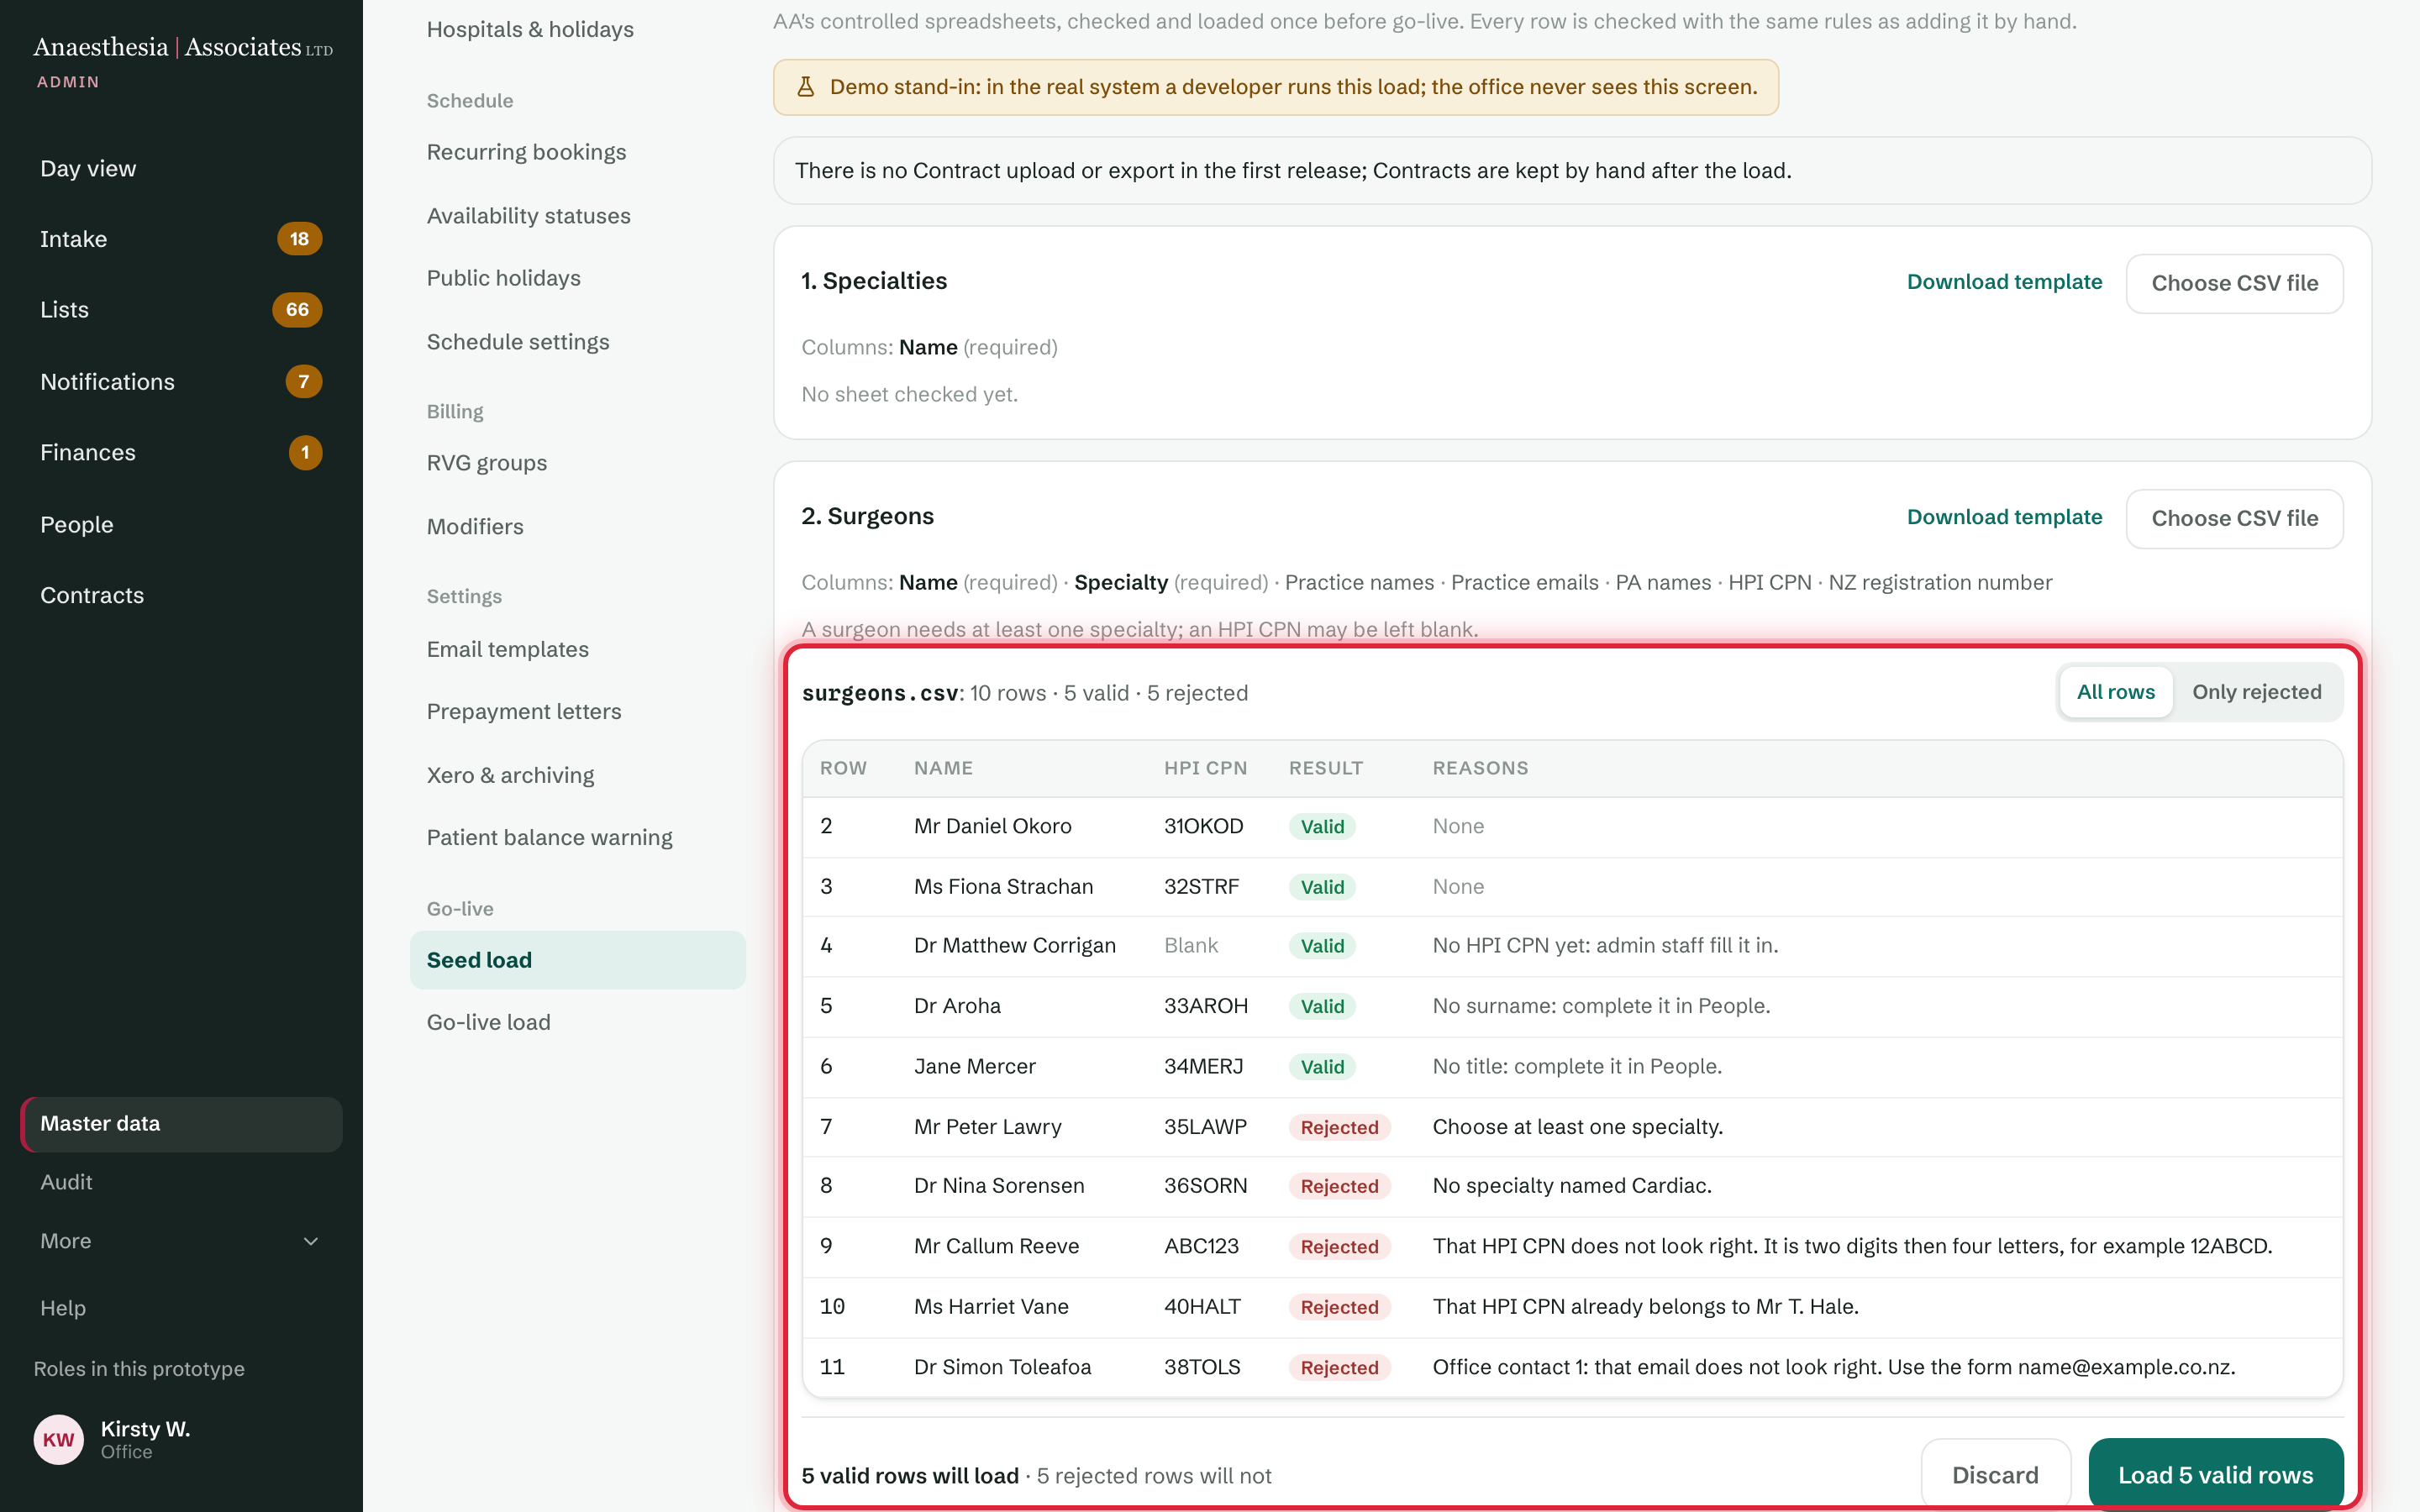 Anaesthesia | Associates LTD
ADMIN
Day view
Intake 18
Lists 66
Notifications 7
Finances 1
People
Contracts
Master data
Audit
More
Help
Roles in this prototype
KW
Kirsty W.
Office
Hospitals & holidays
Schedule
Recurring bookings
Availability statuses
Public holidays
Schedule settings
Billing
RVG groups
Modifiers
Settings
Email templates
Prepayment letters
Xero & archiving
Patient balance warning
Go-live
Seed load
Go-live load
AA's controlled spreadsheets, checked and loaded once before go-live. Every row is checked with the same rules as adding it by hand.
Demo stand-in: in the real system a developer runs this load; the office never sees this screen.
There is no Contract upload or export in the first release; Contracts are kept by hand after the load.
1. Specialties Download template Choose CSV file
Columns: Name (required)
No sheet checked yet.
2. Surgeons Download template Choose CSV file
Columns: Name (required) · Specialty (required) · Practice names · Practice emails · PA names · HPI CPN · NZ registration number
A surgeon needs at least one specialty; an HPI CPN may be left blank.
surgeons.csv: 10 rows · 5 valid · 5 rejected All rows Only rejected
ROW NAME HPI CPN RESULT REASONS
2 Mr Daniel Okoro 31OKOD Valid None
3 Ms Fiona Strachan 32STRF Valid None
4 Dr Matthew Corrigan Blank Valid No HPI CPN yet: admin staff fill it in.
5 Dr Aroha 33AROH Valid No surname: complete it in People.
6 Jane Mercer 34MERJ Valid No title: complete it in People.
7 Mr Peter Lawry 35LAWP Rejected Choose at least one specialty.
8 Dr Nina Sorensen 36SORN Rejected No specialty named Cardiac.
9 Mr Callum Reeve ABC123 Rejected That HPI CPN does not look right. It is two digits then four letters, for example 12ABCD.
10 Ms Harriet Vane 40HALT Rejected That HPI CPN already belongs to Mr T. Hale.
11 Dr Simon Toleafoa 38TOLS Rejected Office contact 1: that email does not look right. Use the form name@example.co.nz.
5 valid rows will load · 5 rejected rows will not Discard Load 5 valid rows